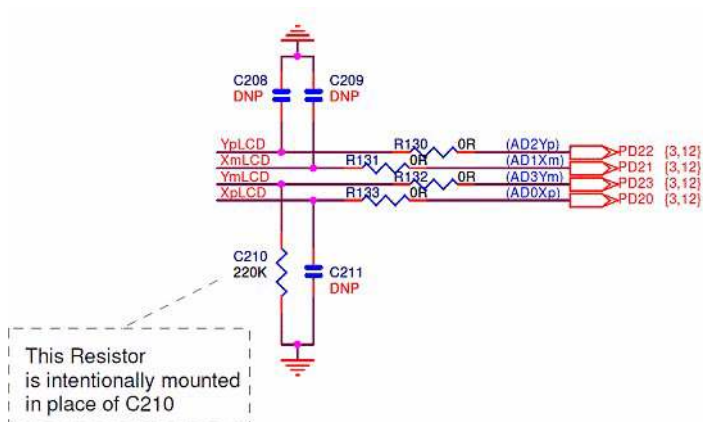 C208 C209
DNP DNP
YpLCD R130 0R (AD2Yp) PD22 {3,12}
XmLCD R131 0R (AD1Xm) PD21 {3,12}
YmLCD R132 0R (AD3Ym) PD23 {3,12}
XpLCD R133 0R (AD0Xp) PD20 {3,12}
C210
220K
C211
DNP
This Resistor
is intentionally mounted
in place of C210